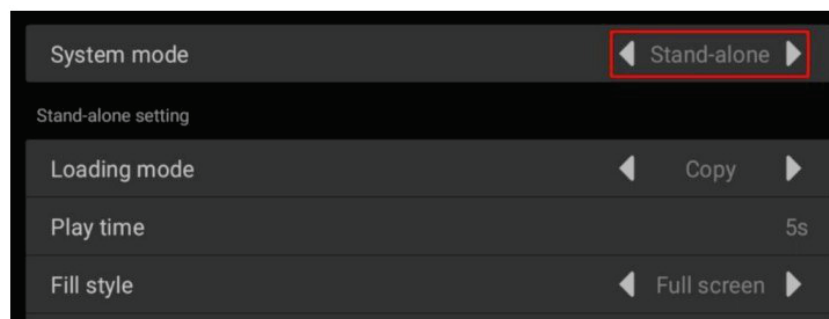 System mode Stand-alone
Stand-alone setting
Loading mode Copy
Play time 5s
Fill style Full screen